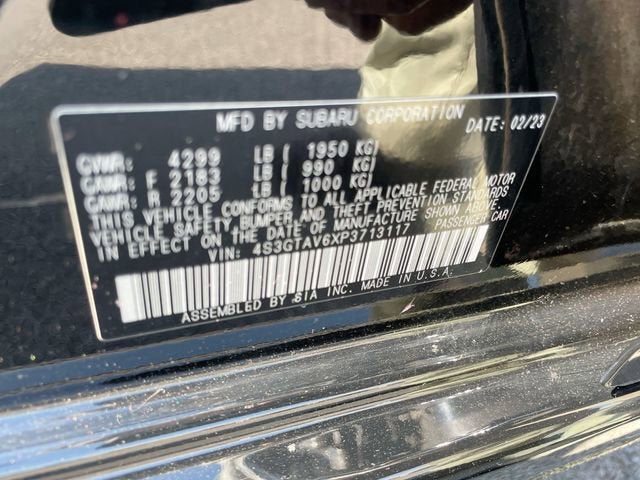 MFD BY SUBARU CORPORATION DATE: 02/23
GVWR: 4299 LB ( 1950 KG)
GAWR: F 2183 LB ( 990 KG)
GAWR: R 2205 LB ( 1000 KG)
THIS VEHICLE CONFORMS TO ALL APPLICABLE FEDERAL MOTOR
VEHICLE SAFETY, BUMPER, AND THEFT PREVENTION STANDARDS
IN EFFECT ON THE DATE OF MANUFACTURE SHOWN ABOVE.
VIN: 4S3GTAV6XP3713117 PASSENGER CAR
ASSEMBLED BY SIA INC. MADE IN U.S.A.